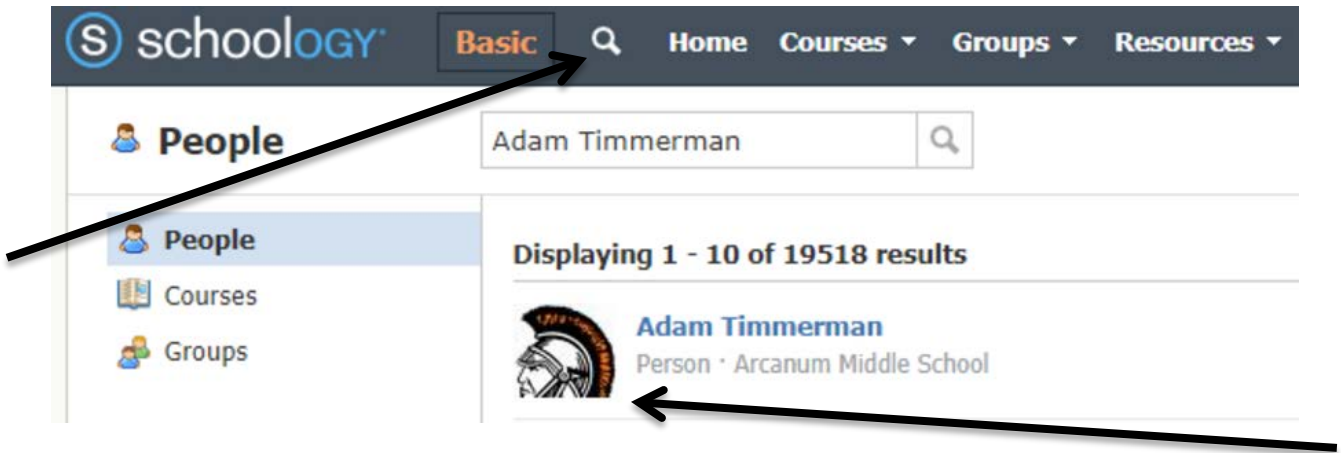 S schoology Basic Home Courses Groups Resources
People Adam Timmerman
People
Displaying 1 - 10 of 19518 results
Courses
Adam Timmerman
Groups
Person · Arcanum Middle School